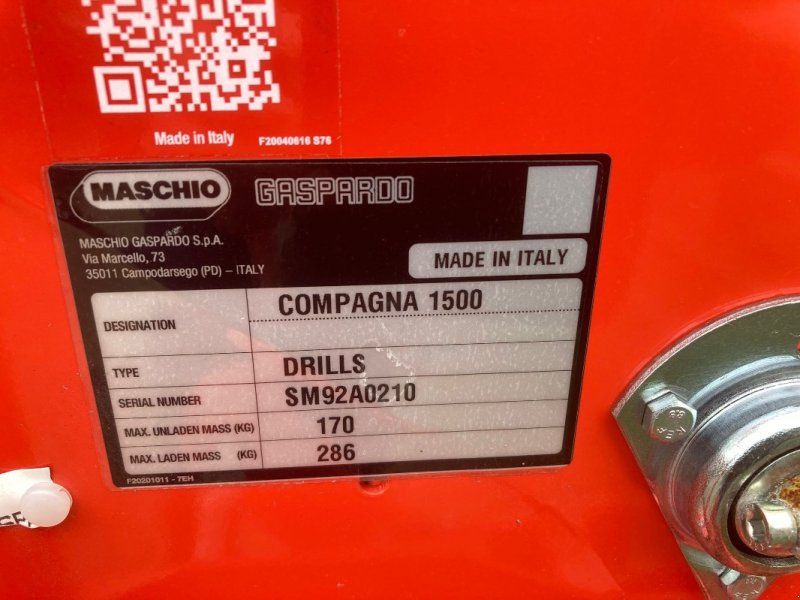 Made in Italy F20040616 S76
MASCHIO GASPARDO
MASCHIO GASPARDO S.p.A.
Via Marcello, 73
35011 Campodarsego (PD) – ITALY
MADE IN ITALY
DESIGNATION COMPAGNA 1500
TYPE DRILLS
SERIAL NUMBER SM92A0210
MAX. UNLADEN MASS (KG) 170
MAX. LADEN MASS (KG) 286
F20201011 - 7EH